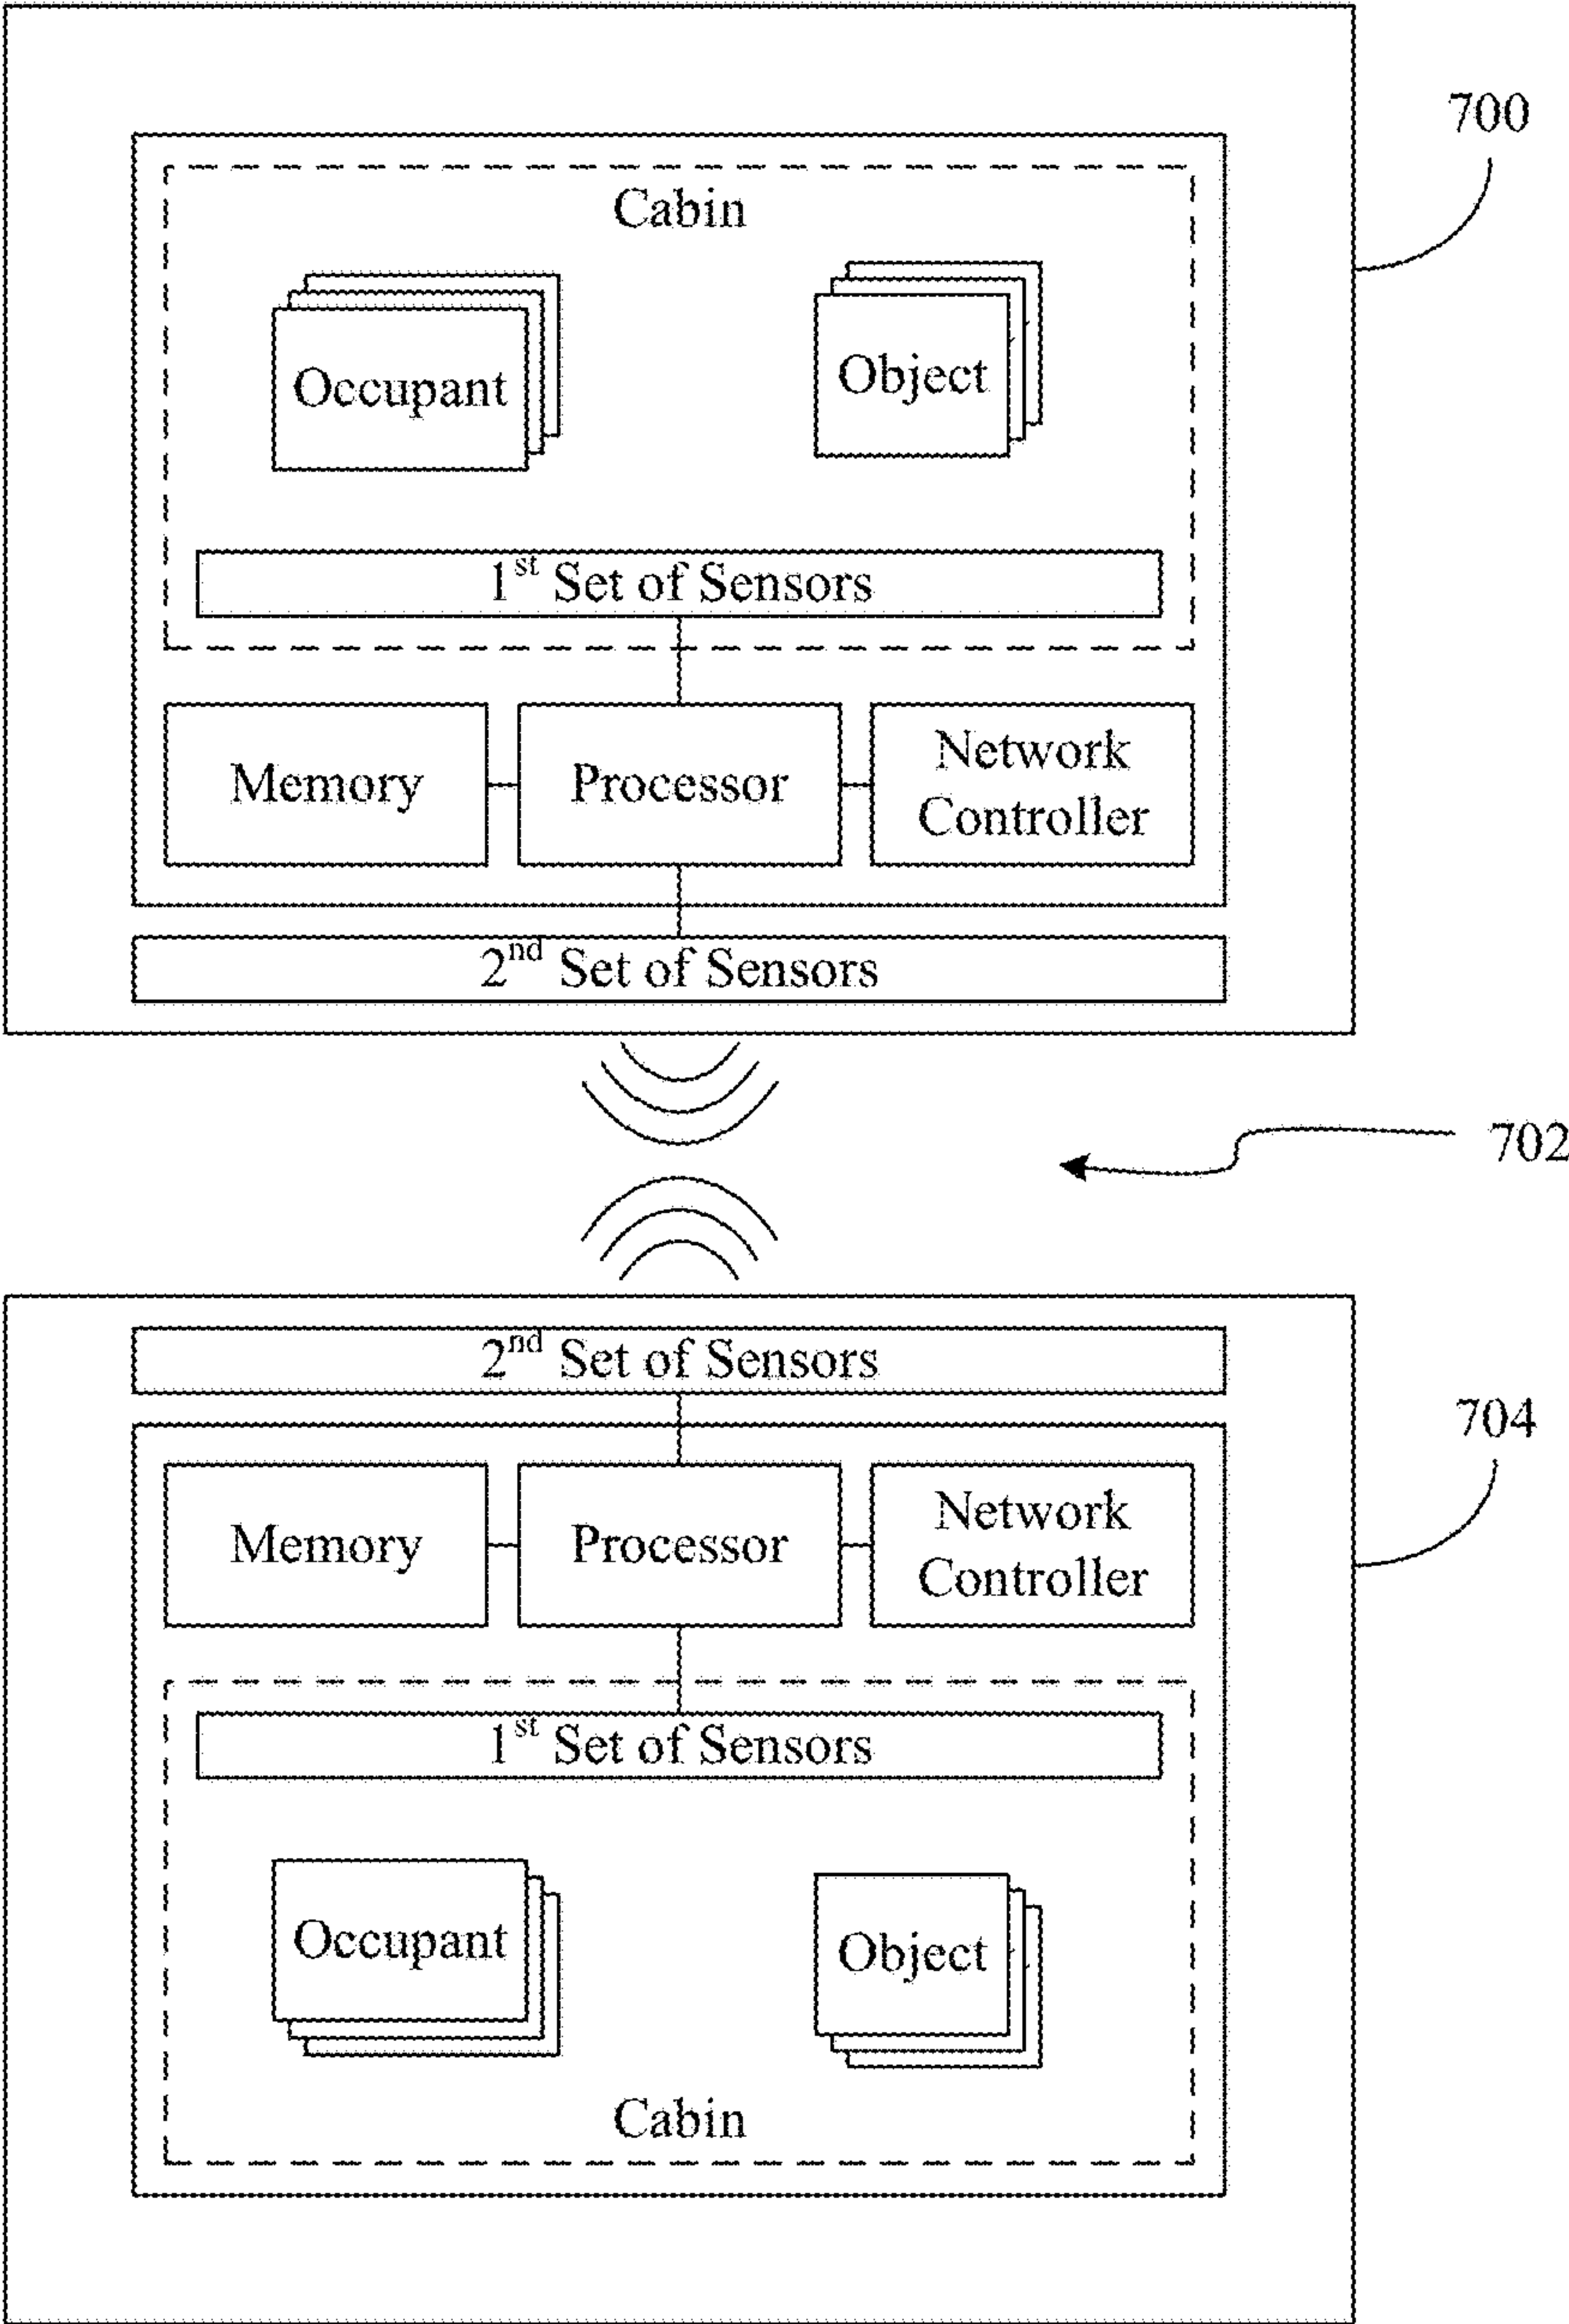 700
Cabin
Occupant
Object
1st Set of Sensors
Memory
Processor
Network
Controller
2nd Set of Sensors
702
2nd Set of Sensors
704
Memory
Processor
Network
Controller
1st Set of Sensors
Occupant
Object
Cabin